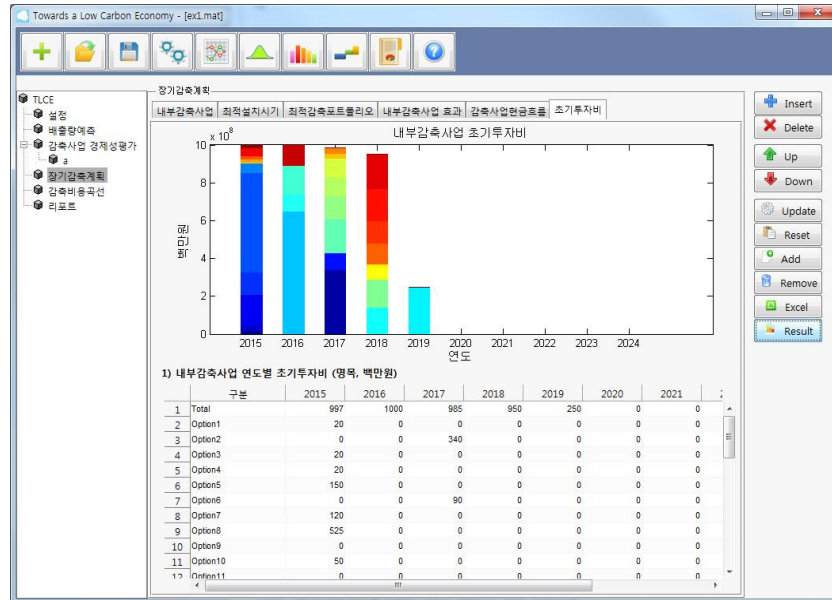 Towards a Low Carbon Economy - [ex1.mat]
TLCE
설정
배출량예측
감축사업 경제성평가
a
장기감축계획
감축비용곡선
리포트
장기감축계획
내부감축사업 최적설치시기 최적감축포트폴리오 내부감축사업 효과 감축사업현금흐름 초기투자비
내부감축사업 초기투자비
x 10⁸
10
8
6
4
2
0
백만원
2015 2016 2017 2018 2019 2020 2021 2022 2023 2024
연도
1) 내부감축사업 연도별 초기투자비 (명목, 백만원)
구분 2015 2016 2017 2018 2019 2020 2021
1 Total 997 1000 985 950 250 0 0
2 Option1 20 0 0 0 0 0 0
3 Option2 0 0 340 0 0 0 0
4 Option3 20 0 0 0 0 0 0
5 Option4 20 0 0 0 0 0 0
6 Option5 150 0 0 0 0 0 0
7 Option6 0 0 90 0 0 0 0
8 Option7 120 0 0 0 0 0 0
9 Option8 525 0 0 0 0 0 0
10 Option9 0 0 0 0 0 0 0
11 Option10 50 0 0 0 0 0 0
12 Option11 0 0 0 0 0 0 0
Insert
Delete
Up
Down
Update
Reset
Add
Remove
Excel
Result